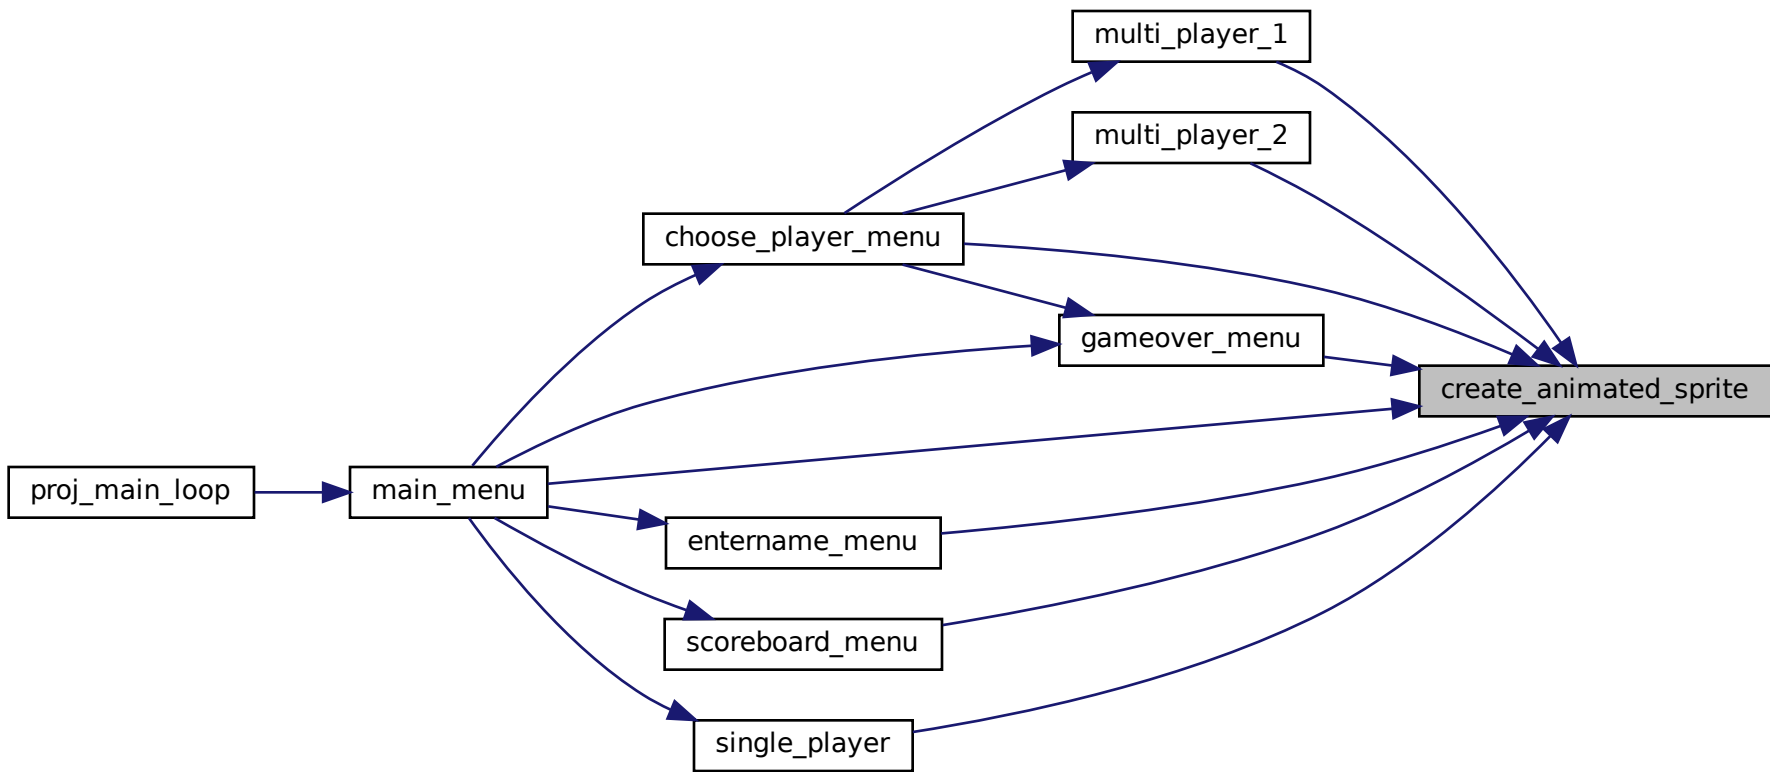 multi_player_1
multi_player_2
choose_player_menu
gameover_menu
create_animated_sprite
proj_main_loop
main_menu
entername_menu
scoreboard_menu
single_player